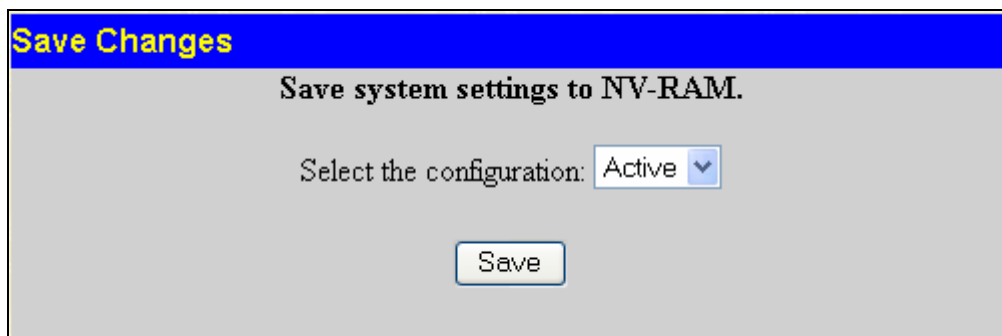 Save Changes
Save system settings to NV-RAM.
Select the configuration: Active
Save